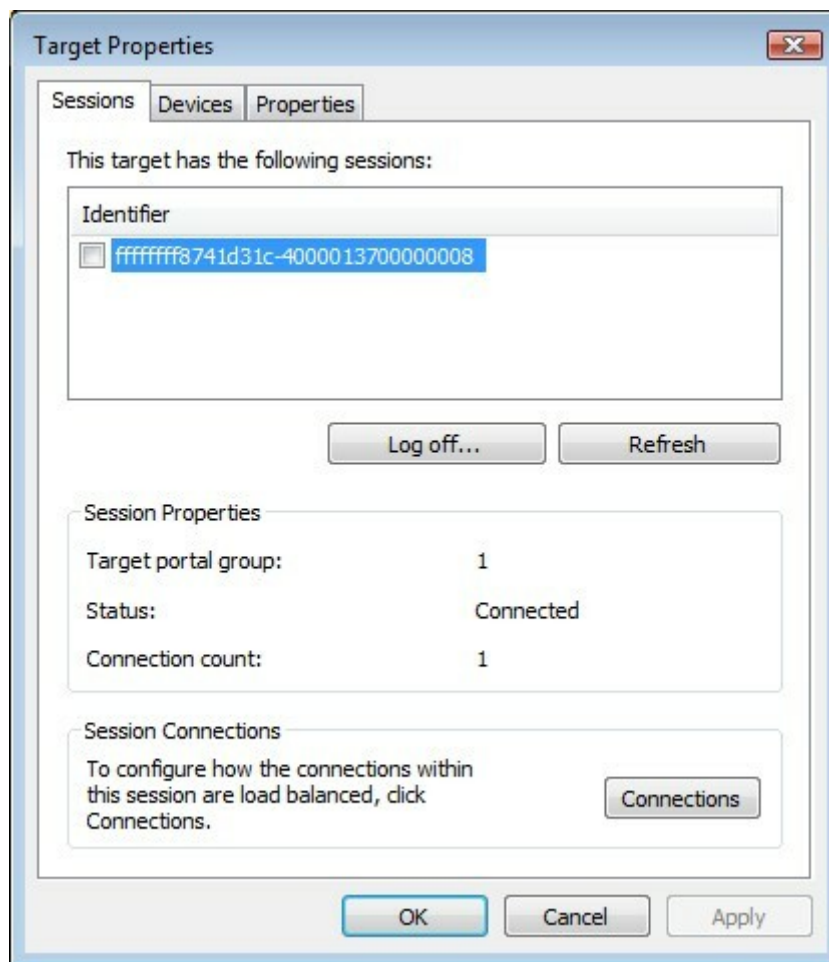 Target Properties
Sessions Devices Properties
This target has the following sessions:
Identifier
ffffffff8741d31c-4000013700000008
Log off... Refresh
Session Properties
Target portal group: 1
Status: Connected
Connection count: 1
Session Connections
To configure how the connections within
this session are load balanced, click
Connections.
Connections
OK Cancel Apply